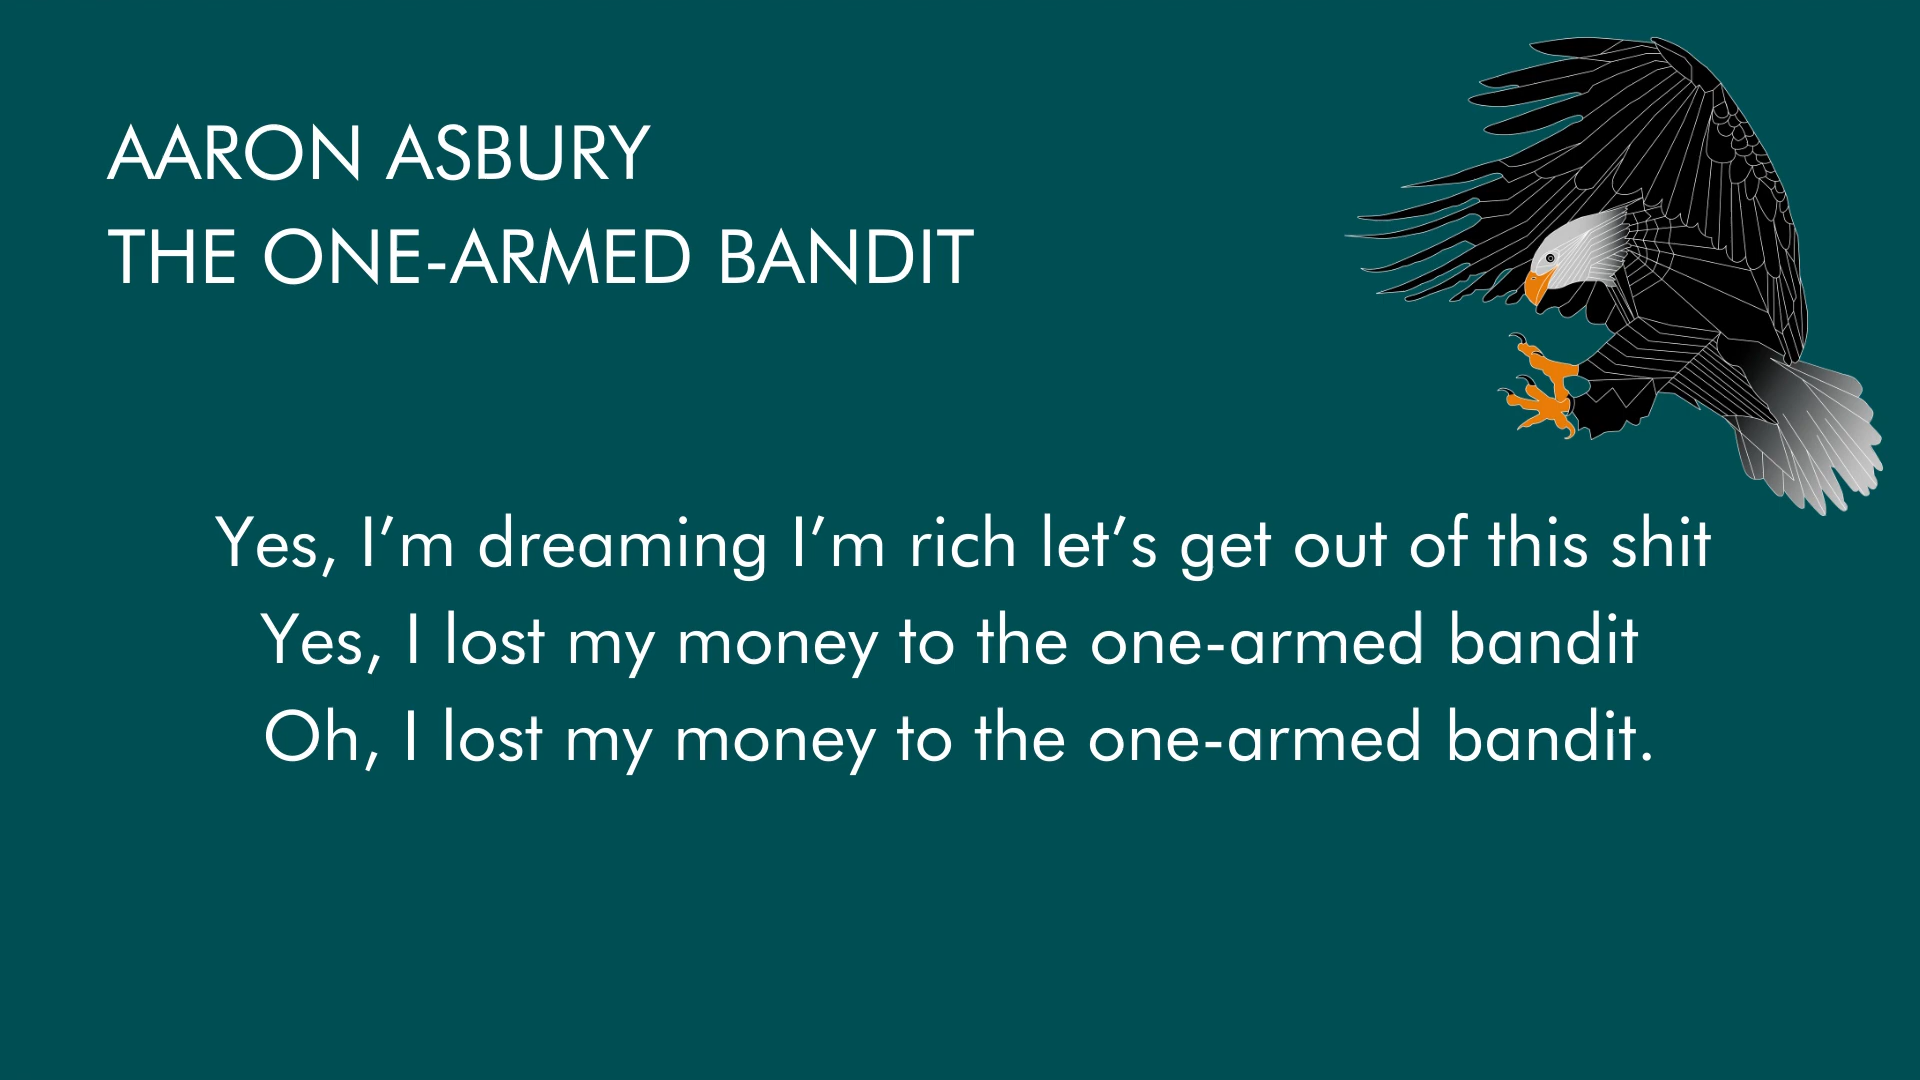 AARON ASBURY
THE ONE-ARMED BANDIT
Yes, I’m dreaming I’m rich let’s get out of this shit
Yes, I lost my money to the one-armed bandit
Oh, I lost my money to the one-armed bandit.